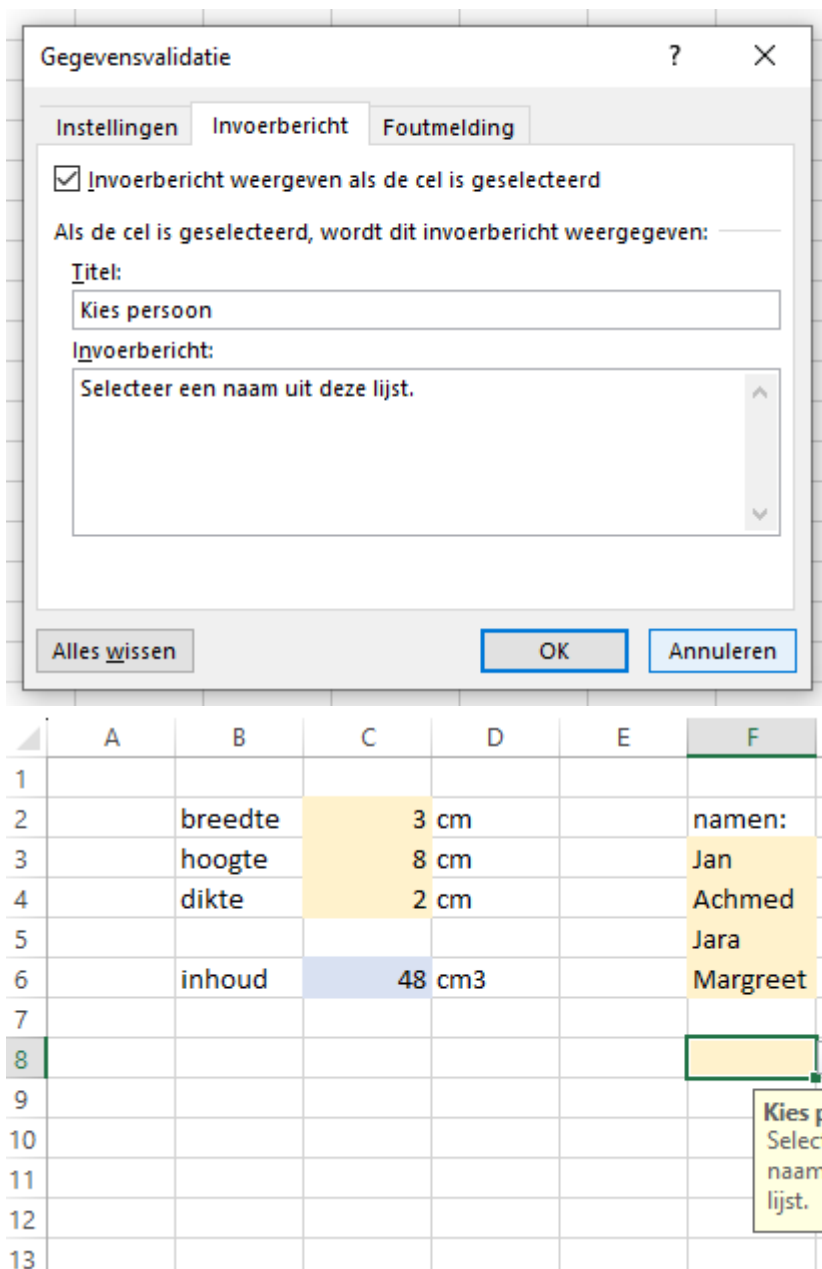 Gegevensvalidatie ? ×
Instellingen Invoerbericht Foutmelding
Invoerbericht weergeven als de cel is geselecteerd
Als de cel is geselecteerd, wordt dit invoerbericht weergegeven:
Titel:
Kies persoon
Invoerbericht:
Selecteer een naam uit deze lijst.
Alles wissen OK Annuleren
A B C D E F
1
2 breedte 3 cm namen:
3 hoogte 8 cm Jan
4 dikte 2 cm Achmed
5 Jara
6 inhoud 48 cm3 Margreet
7
8
9
Kies p
10 Selec
11 naam
12 lijst.
13